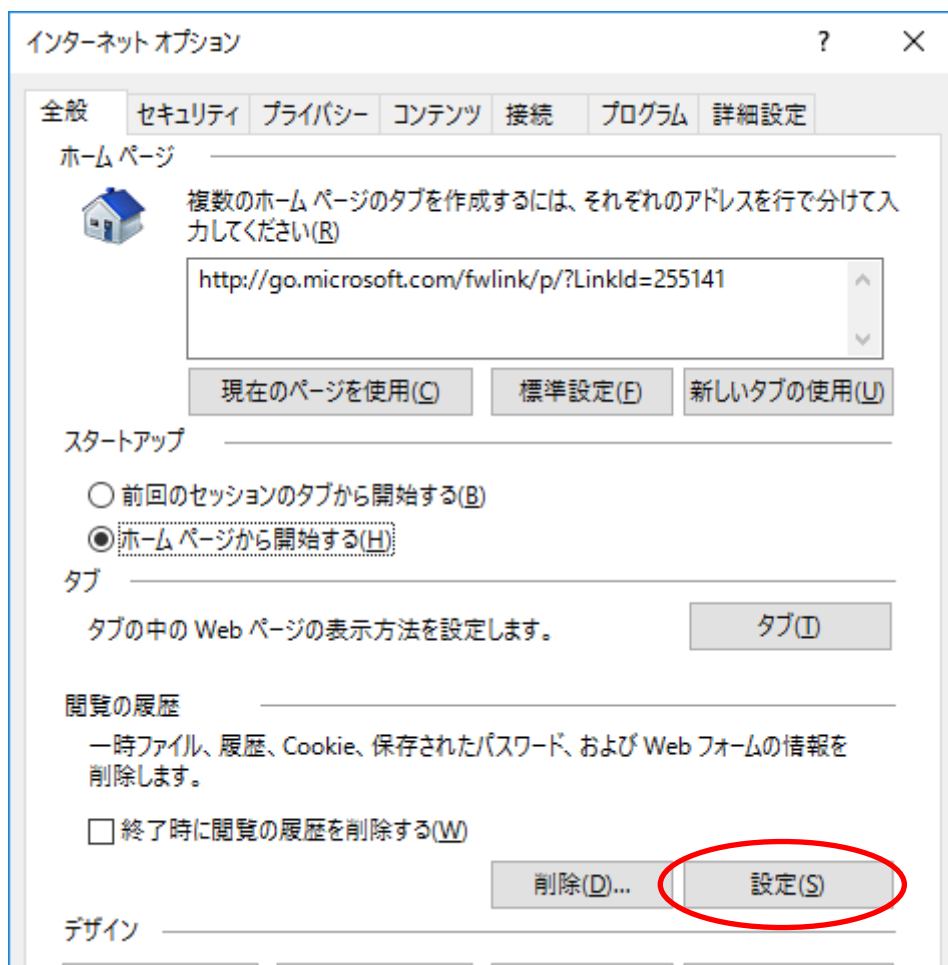 インターネット オプション ? ×
全般 セキュリティ プライバシー コンテンツ 接続 プログラム 詳細設定
ホーム ページ
複数のホーム ページのタブを作成するには、それぞれのアドレスを行で分けて入
力してください(R)
http://go.microsoft.com/fwlink/p/?LinkId=255141
現在のページを使用(C) 標準設定(F) 新しいタブの使用(U)
スタートアップ
前回のセッションのタブから開始する(B)
ホーム ページから開始する(H)
タブ
タブの中の Web ページの表示方法を設定します。 タブ(T)
閲覧の履歴
一時ファイル、履歴、Cookie、保存されたパスワード、および Web フォームの情報を
削除します。
終了時に閲覧の履歴を削除する(W)
削除(D)... 設定(S)
デザイン